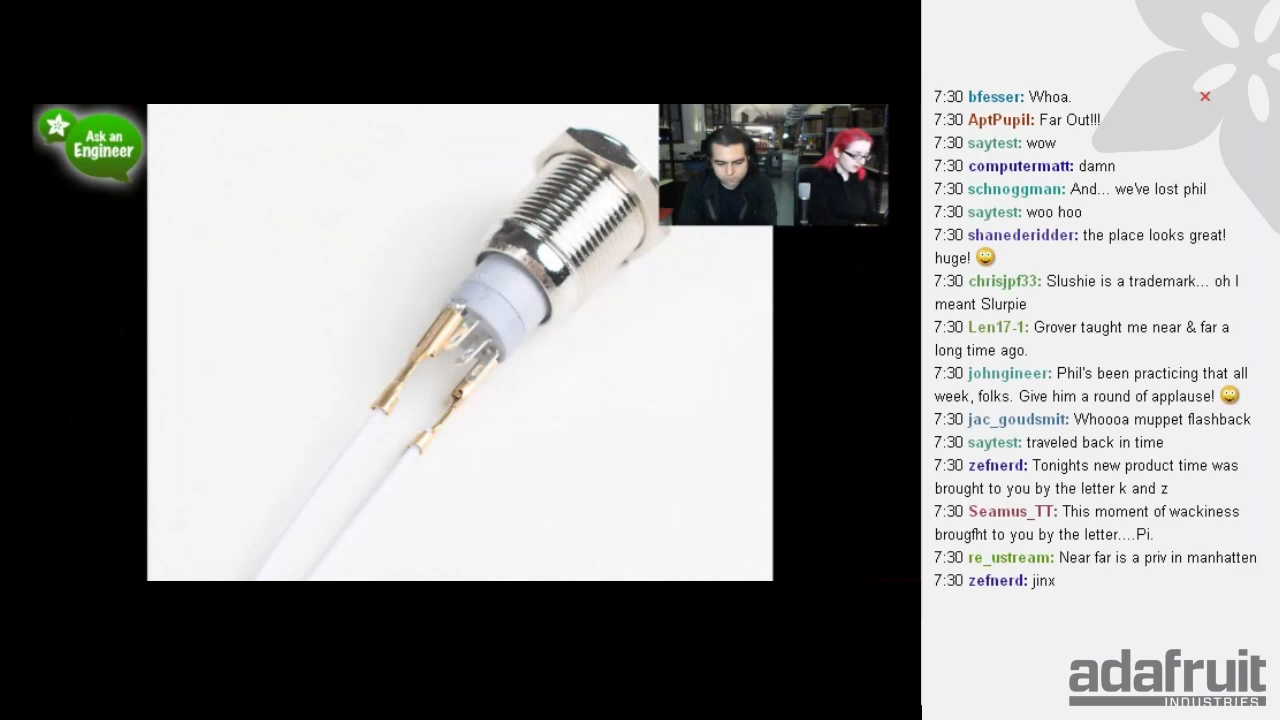 Ask an
Engineer
7:30 bfesser: Whoa.
7:30 AptPupil: Far Out!!!
7:30 saytest: wow
7:30 computermatt: damn
7:30 schnoggman: And... we've lost phil
7:30 saytest: woo hoo
7:30 shanederidder: the place looks great!
huge!
7:30 chrisjpf33: Slushie is a trademark... oh I
meant Slurpie
7:30 Len17-1: Grover taught me near & far a
long time ago.
7:30 johngineer: Phil's been practicing that all
week, folks. Give him a round of applause!
7:30 jac_goudsmit: Whoooa muppet flashback
7:30 saytest: traveled back in time
7:30 zefnerd: Tonights new product time was
brought to you by the letter k and z
7:30 Seamus_TT: This moment of wackiness
brougfht to you by the letter....Pi.
7:30 re_ustream: Near far is a priv in manhatten
7:30 zefnerd: jinx
adafruit
INDUSTRIES